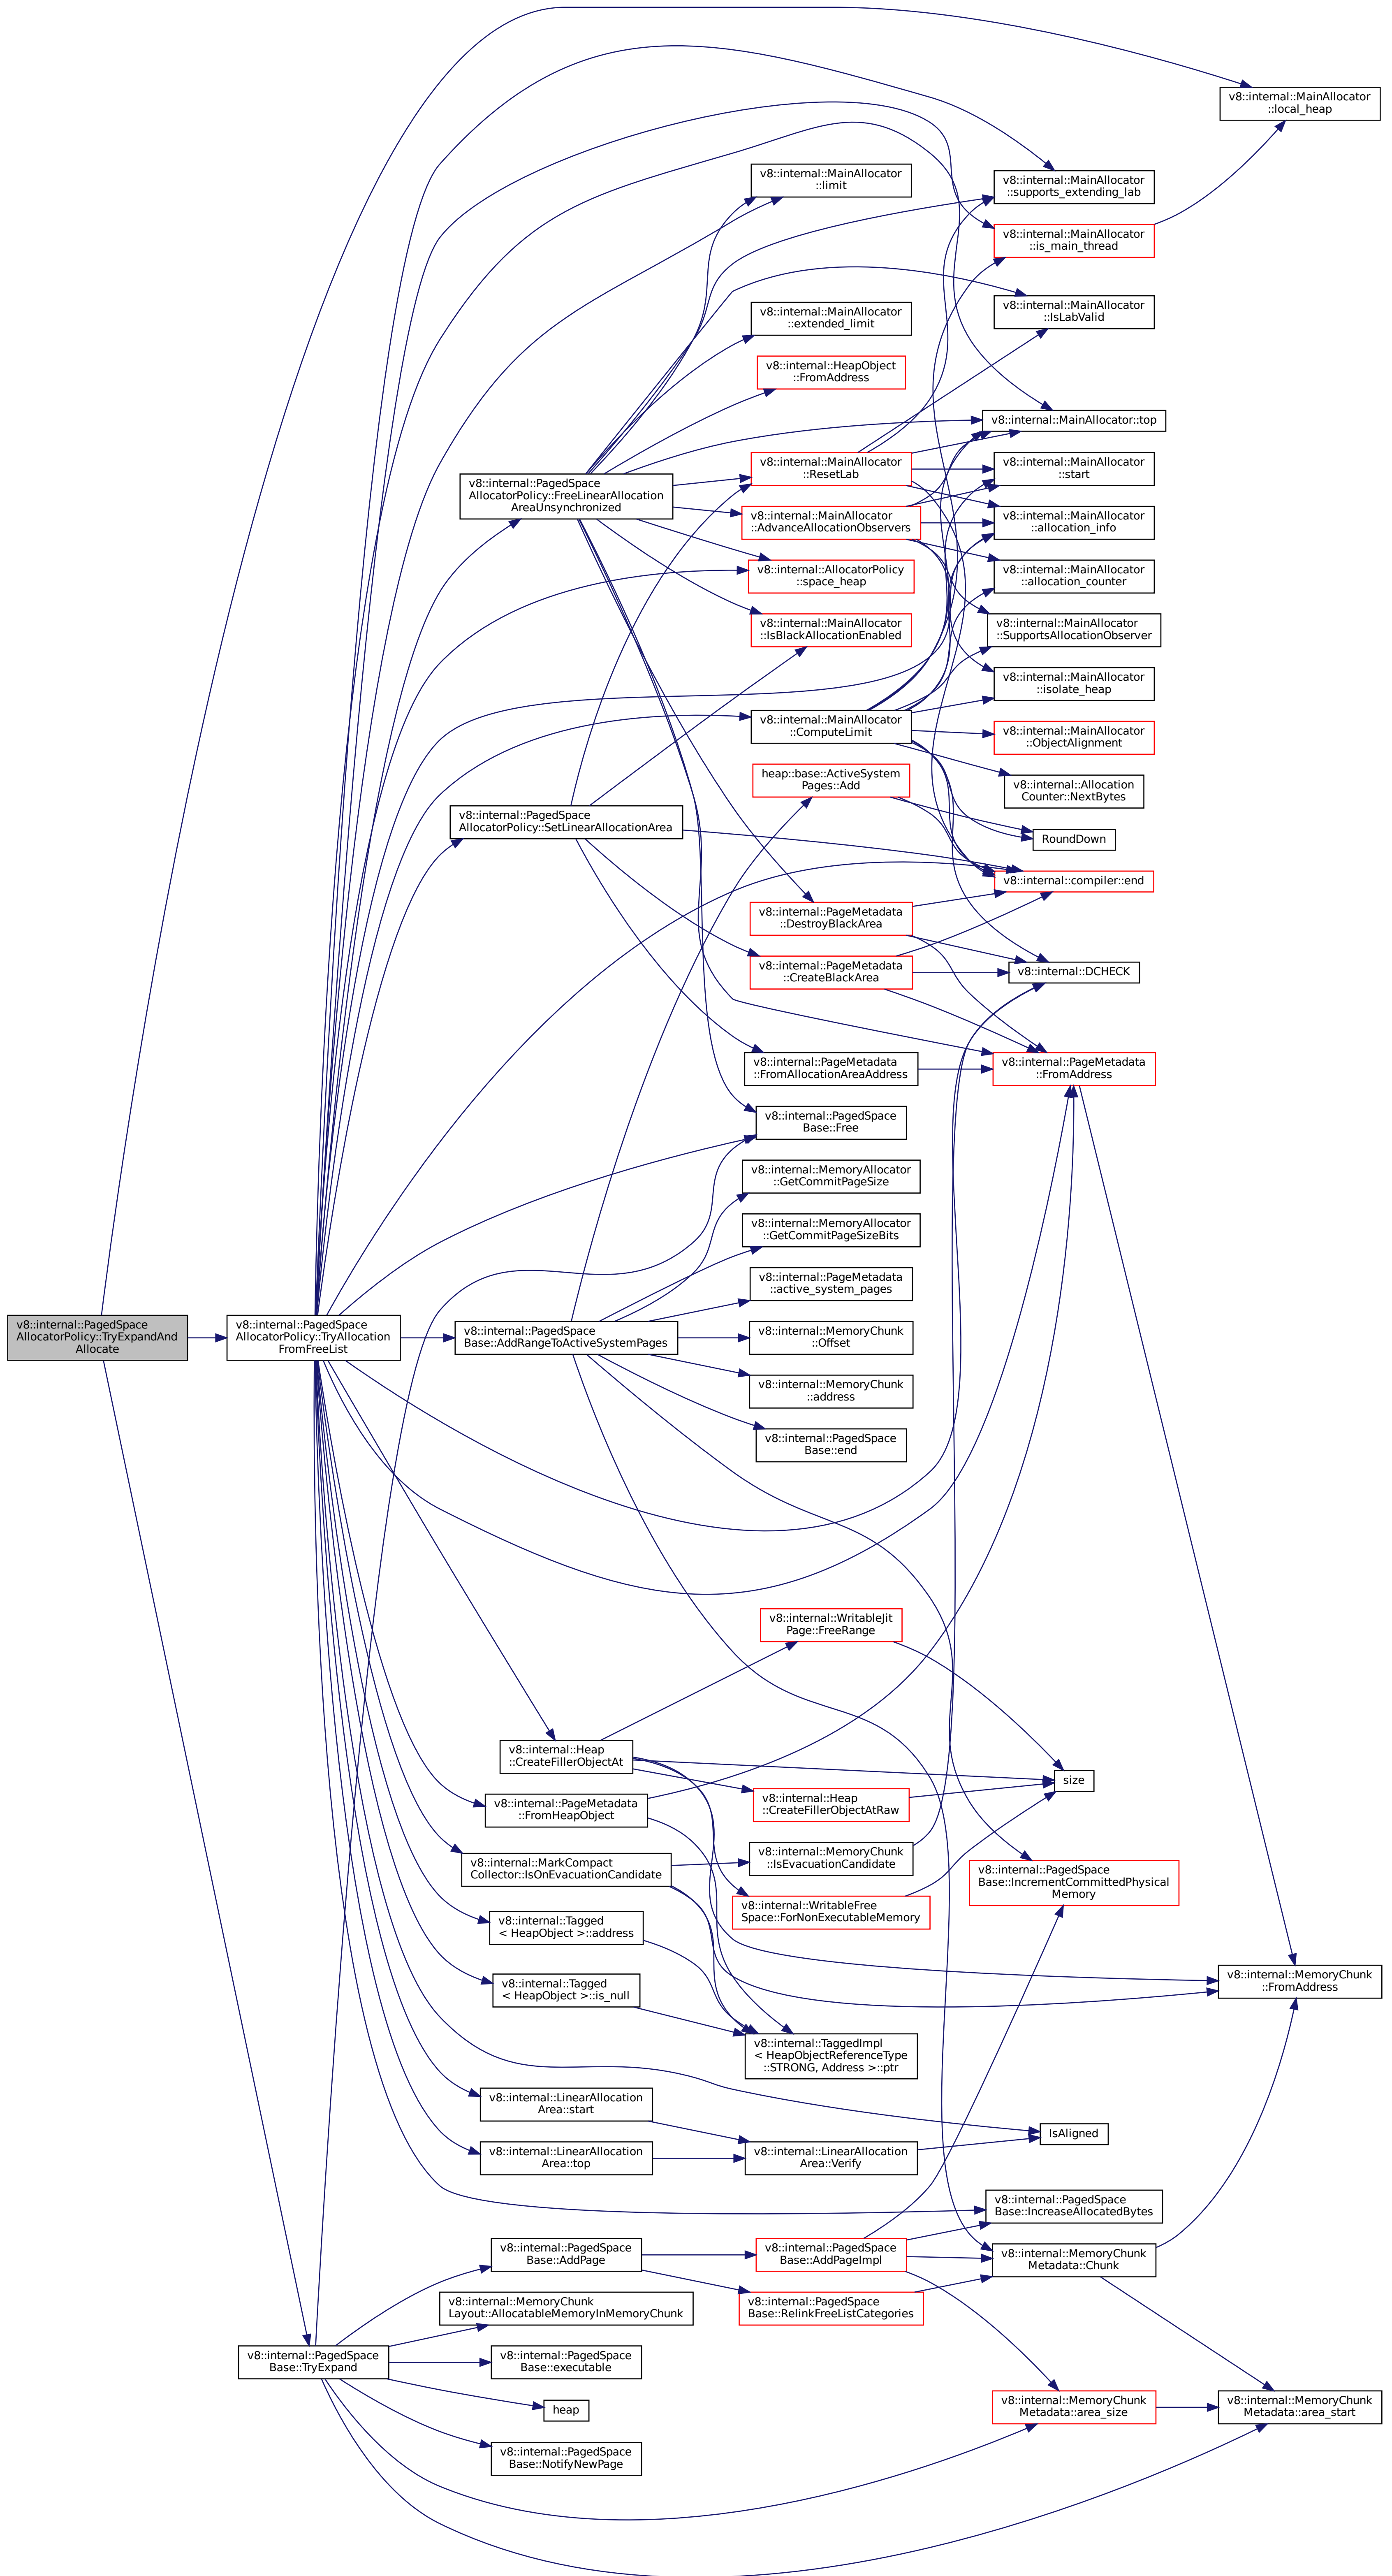 v8::internal::MainAllocator
::local_heap
v8::internal::MainAllocator
::limit
v8::internal::MainAllocator
::supports_extending_lab
v8::internal::MainAllocator
::is_main_thread
v8::internal::MainAllocator
::extended_limit
v8::internal::MainAllocator
::IsLabValid
v8::internal::HeapObject
::FromAddress
v8::internal::MainAllocator::top
v8::internal::PagedSpace
AllocatorPolicy::FreeLinearAllocation
AreaUnsynchronized
v8::internal::MainAllocator
::ResetLab
v8::internal::MainAllocator
::start
v8::internal::MainAllocator
::AdvanceAllocationObservers
v8::internal::MainAllocator
::allocation_info
v8::internal::AllocatorPolicy
::space_heap
v8::internal::MainAllocator
::allocation_counter
v8::internal::MainAllocator
::IsBlackAllocationEnabled
v8::internal::MainAllocator
::SupportsAllocationObserver
v8::internal::MainAllocator
::isolate_heap
v8::internal::MainAllocator
::ComputeLimit
v8::internal::MainAllocator
::ObjectAlignment
heap::base::ActiveSystem
Pages::Add
v8::internal::Allocation
Counter::NextBytes
v8::internal::PagedSpace
AllocatorPolicy::SetLinearAllocationArea
RoundDown
v8::internal::compiler::end
v8::internal::PageMetadata
::DestroyBlackArea
v8::internal::PageMetadata
::CreateBlackArea
v8::internal::DCHECK
v8::internal::PageMetadata
::FromAllocationAreaAddress
v8::internal::PageMetadata
::FromAddress
v8::internal::PagedSpace
Base::Free
v8::internal::MemoryAllocator
::GetCommitPageSize
v8::internal::MemoryAllocator
::GetCommitPageSizeBits
v8::internal::PageMetadata
::active_system_pages
v8::internal::PagedSpace
AllocatorPolicy::TryExpandAnd
Allocate
v8::internal::PagedSpace
AllocatorPolicy::TryAllocation
FromFreeList
v8::internal::PagedSpace
Base::AddRangeToActiveSystemPages
v8::internal::MemoryChunk
::Offset
v8::internal::MemoryChunk
::address
v8::internal::PagedSpace
Base::end
v8::internal::WritableJit
Page::FreeRange
v8::internal::Heap
::CreateFillerObjectAt
size
v8::internal::Heap
::CreateFillerObjectAtRaw
v8::internal::PageMetadata
::FromHeapObject
v8::internal::MemoryChunk
::IsEvacuationCandidate
v8::internal::MarkCompact
Collector::IsOnEvacuationCandidate
v8::internal::PagedSpace
Base::IncrementCommittedPhysical
Memory
v8::internal::WritableFree
Space::ForNonExecutableMemory
v8::internal::Tagged
< HeapObject >::address
v8::internal::Tagged
< HeapObject >::is_null
v8::internal::MemoryChunk
::FromAddress
v8::internal::TaggedImpl
< HeapObjectReferenceType
::STRONG, Address >::ptr
v8::internal::LinearAllocation
Area::start
IsAligned
v8::internal::LinearAllocation
Area::top
v8::internal::LinearAllocation
Area::Verify
v8::internal::PagedSpace
Base::IncreaseAllocatedBytes
v8::internal::PagedSpace
Base::AddPage
v8::internal::PagedSpace
Base::AddPageImpl
v8::internal::MemoryChunk
Metadata::Chunk
v8::internal::MemoryChunk
Layout::AllocatableMemoryInMemoryChunk
v8::internal::PagedSpace
Base::RelinkFreeListCategories
v8::internal::PagedSpace
Base::TryExpand
v8::internal::PagedSpace
Base::executable
heap
v8::internal::MemoryChunk
Metadata::area_size
v8::internal::MemoryChunk
Metadata::area_start
v8::internal::PagedSpace
Base::NotifyNewPage